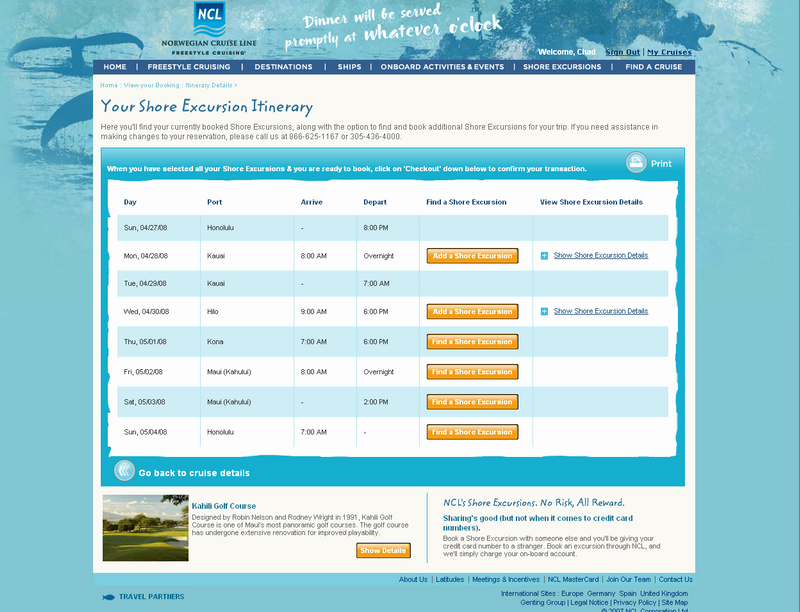 NCL
NORWEGIAN CRUISE LINE
FREESTYLE CRUISING
Dinner will be served
promptly at whatever o'clock
Welcome, Chad Sign Out | My Cruises
HOME | FREESTYLE CRUISING | DESTINATIONS | SHIPS | ONBOARD ACTIVITIES & EVENTS | SHORE EXCURSIONS | FIND A CRUISE
Home : View your Booking : Itinerary Details >
Your Shore Excursion Itinerary
Here you'll find your currently booked Shore Excursions, along with the option to find and book additional Shore Excursions for your trip. If you need assistance in
making changes to your reservation, please call us at 866-625-1167 or 305-436-4000.
When you have selected all your Shore Excursions & you are ready to book, click on 'Checkout' down below to confirm your transaction. Print
Day Port Arrive Depart Find a Shore Excursion View Shore Excursion Details
Sun, 04/27/08 Honolulu - 8:00 PM
Mon, 04/28/08 Kauai 8:00 AM Overnight Add a Shore Excursion Show Shore Excursion Details
Tue, 04/29/08 Kauai - 7:00 AM
Wed, 04/30/08 Hilo 9:00 AM 6:00 PM Add a Shore Excursion Show Shore Excursion Details
Thu, 05/01/08 Kona 7:00 AM 6:00 PM Find a Shore Excursion
Fri, 05/02/08 Maui (Kahului) 8:00 AM Overnight Find a Shore Excursion
Sat, 05/03/08 Maui (Kahului) - 2:00 PM Find a Shore Excursion
Sun, 05/04/08 Honolulu 7:00 AM - Find a Shore Excursion
Go back to cruise details
Kahili Golf Course
Designed by Robin Nelson and Rodney Wright in 1991, Kahili Golf
Course is one of Maui's most panoramic golf courses. The golf course
has undergone extensive renovation for improved playability.
Show Details
NCL's Shore Excursions. No Risk, All Reward.
Sharing's good (but not when it comes to credit card
numbers).
Book a Shore Excursion with someone else and you'll be giving your
credit card number to a stranger. Book an excursion through NCL, and
we'll simply charge your on-board account.
About Us | Latitudes | Meetings & Incentives | NCL MasterCard | Join Our Team | Contact Us
TRAVEL PARTNERS
International Sites : Europe Germany Spain United Kingdom
Genting Group | Legal Notice | Privacy Policy | Site Map
© 2007 NCL Corporation Ltd